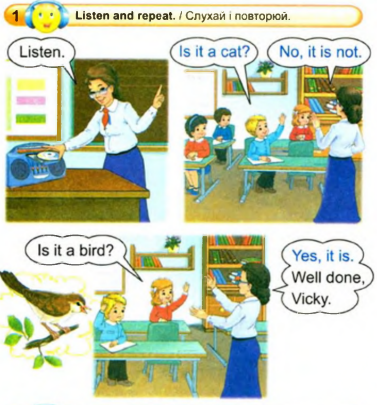 1 Listen and repeat. / Слухай і повторюй.
Listen.
Is it a cat?
No, it is not.
Is it a bird?
Yes, it is.
Well done,
Vicky.